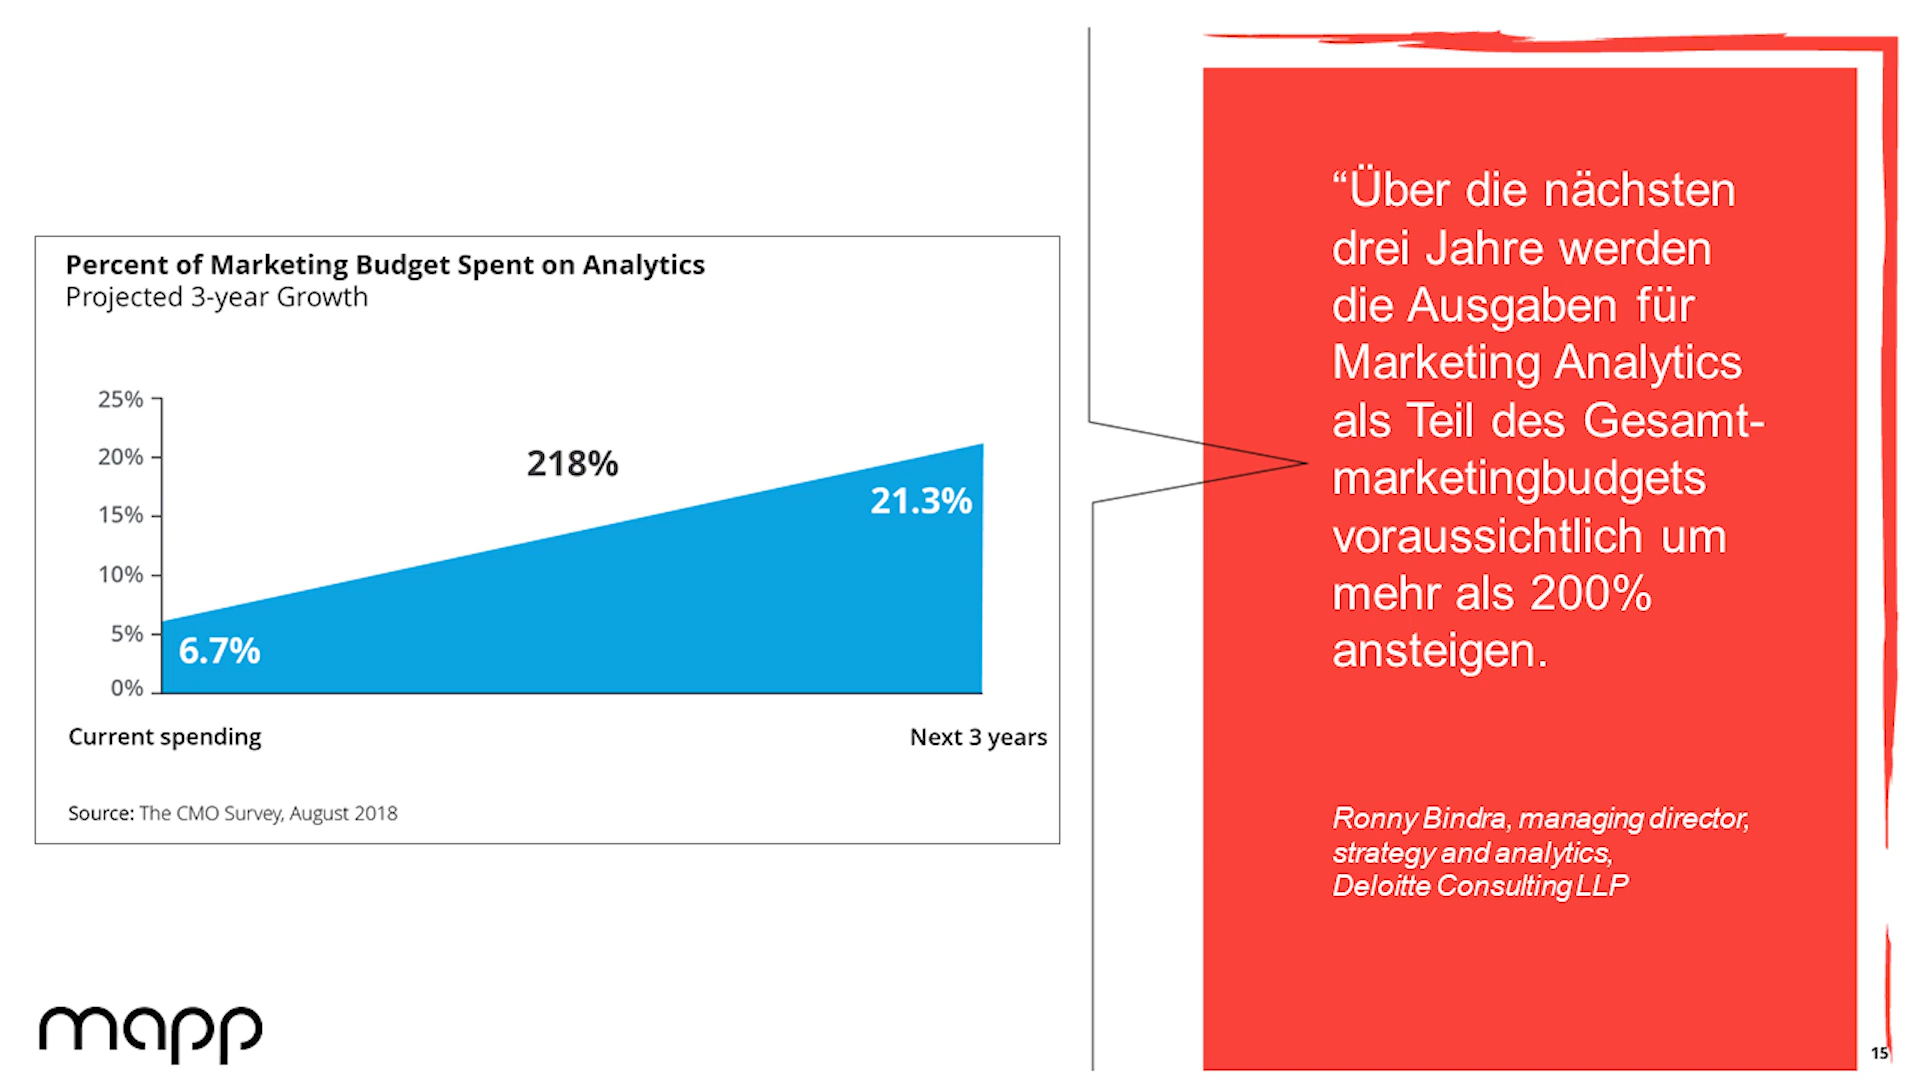 Percent of Marketing Budget Spent on Analytics
Projected 3-year Growth
25%
20%
15%
10%
5%
0%
218%
21.3%
6.7%
Current spending
Next 3 years
Source: The CMO Survey, August 2018
“Über die nächsten
drei Jahre werden
die Ausgaben für
Marketing Analytics
als Teil des Gesamt-
marketingbudgets
voraussichtlich um
mehr als 200%
ansteigen.
Ronny Bindra, managing director,
strategy and analytics,
Deloitte Consulting LLP
mapp
15